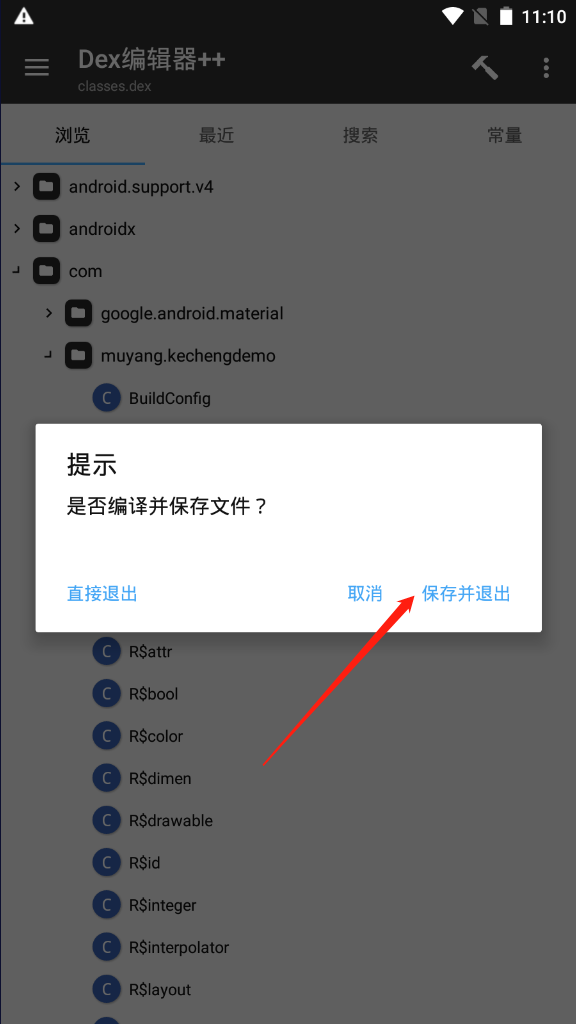 11:10
Dex编辑器++
classes.dex
浏览 最近 搜索 常量
android.support.v4
androidx
com
google.android.material
muyang.kechengdemo
C BuildConfig
提示
是否编译并保存文件？
直接退出 取消 保存并退出
C R$attr
C R$bool
C R$color
C R$dimen
C R$drawable
C R$id
C R$integer
C R$interpolator
C R$layout